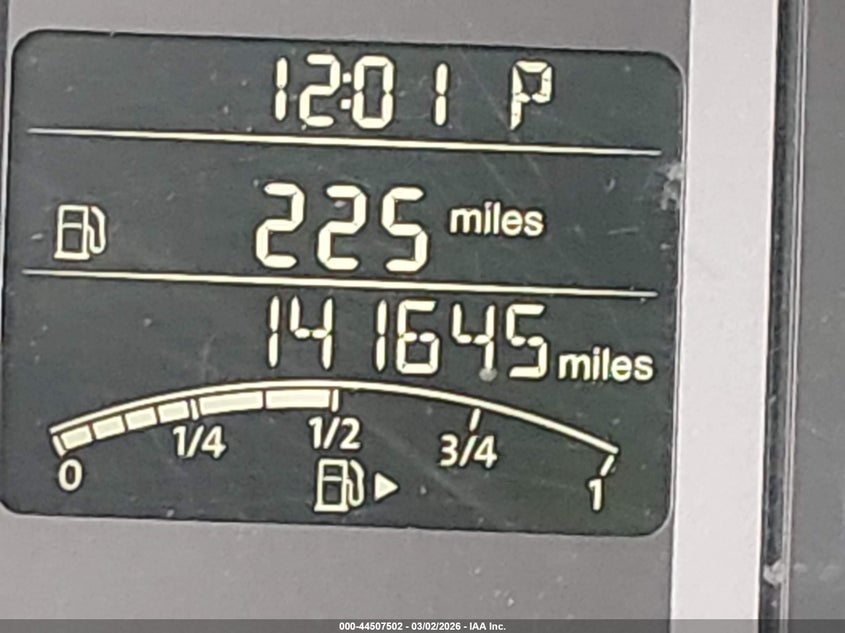 12:01 P
225 miles
141645 miles
0 1/4 1/2 3/4 1
000-44507502 - 03/02/2026 - IAA Inc.